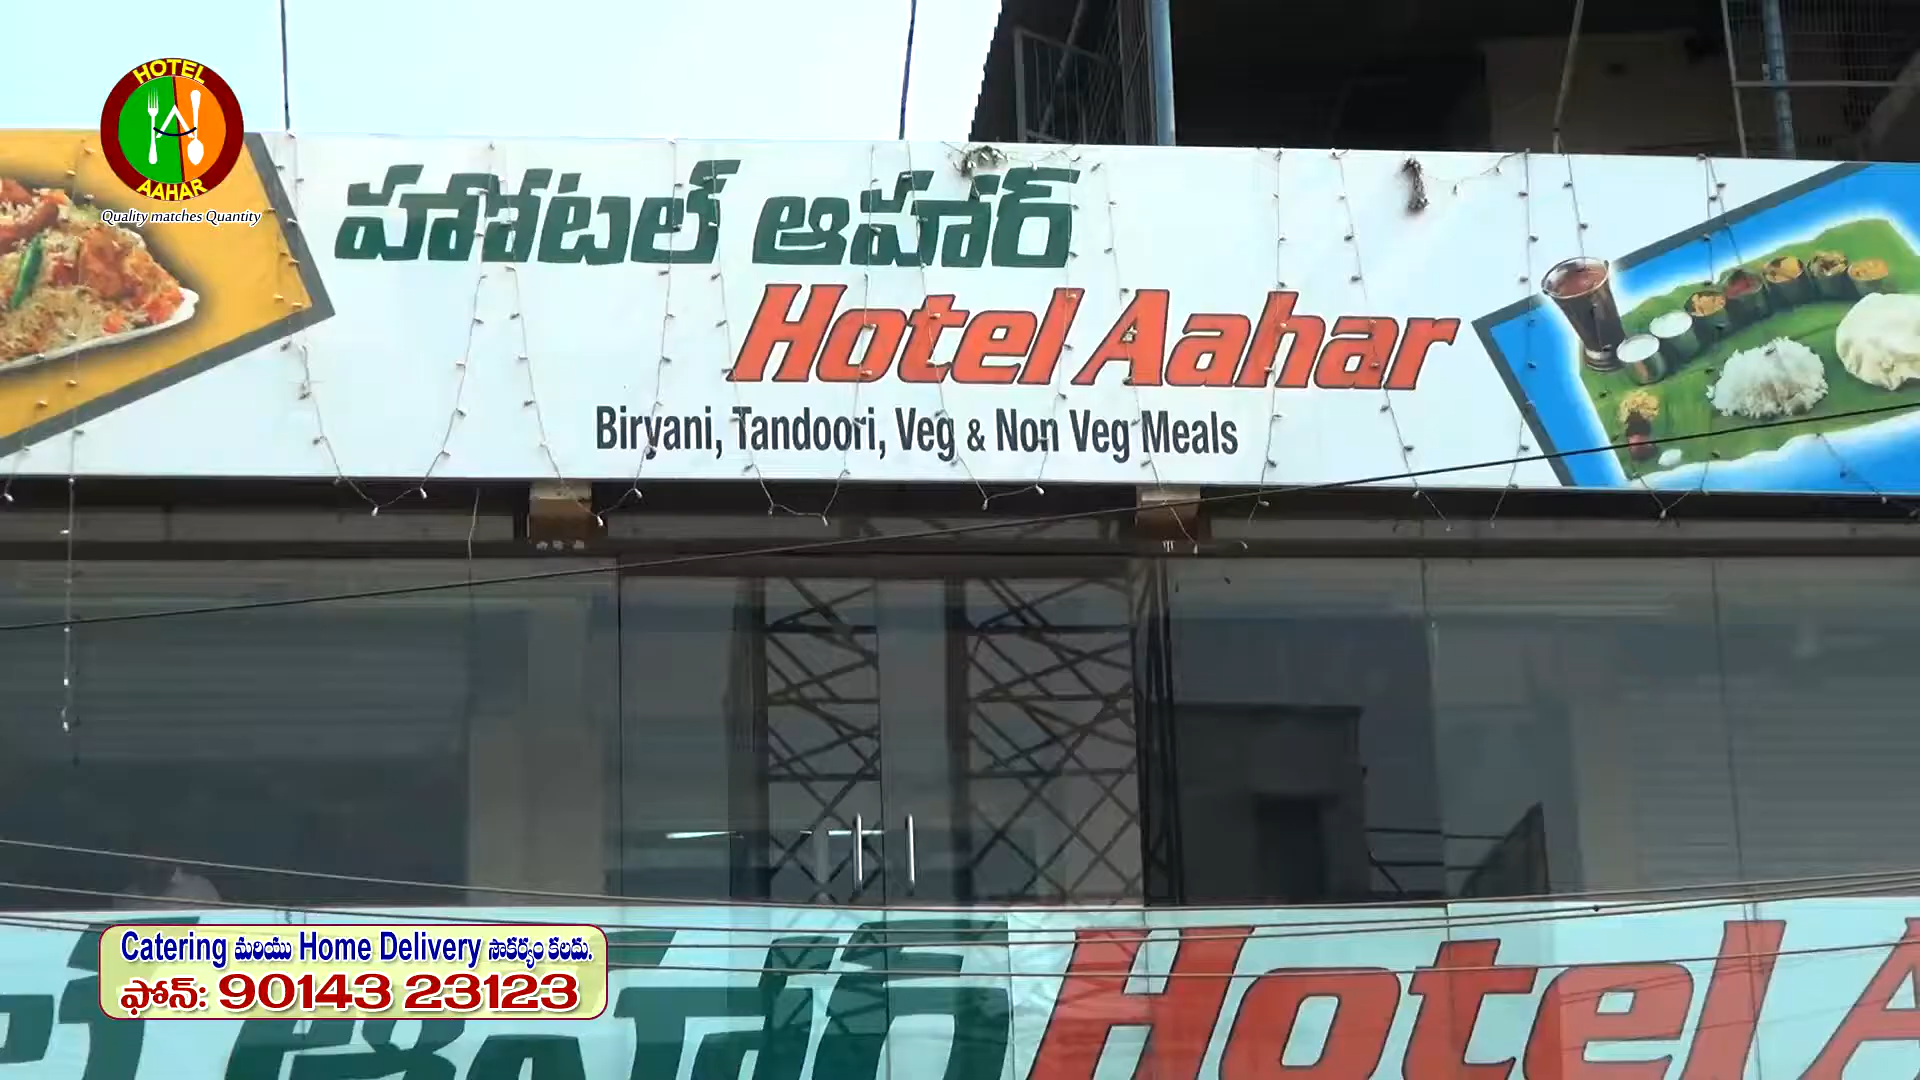 HOTEL
AAHAR
Quality matches Quantity
హోటల్ ఆహార్
Hotel Aahar
Biryani, Tandoori, Veg & Non Veg Meals
Catering మరియు Home Delivery సౌకర్యం కలదు.
ఫోన్: 90143 23123
ఆహార్ Hotel A